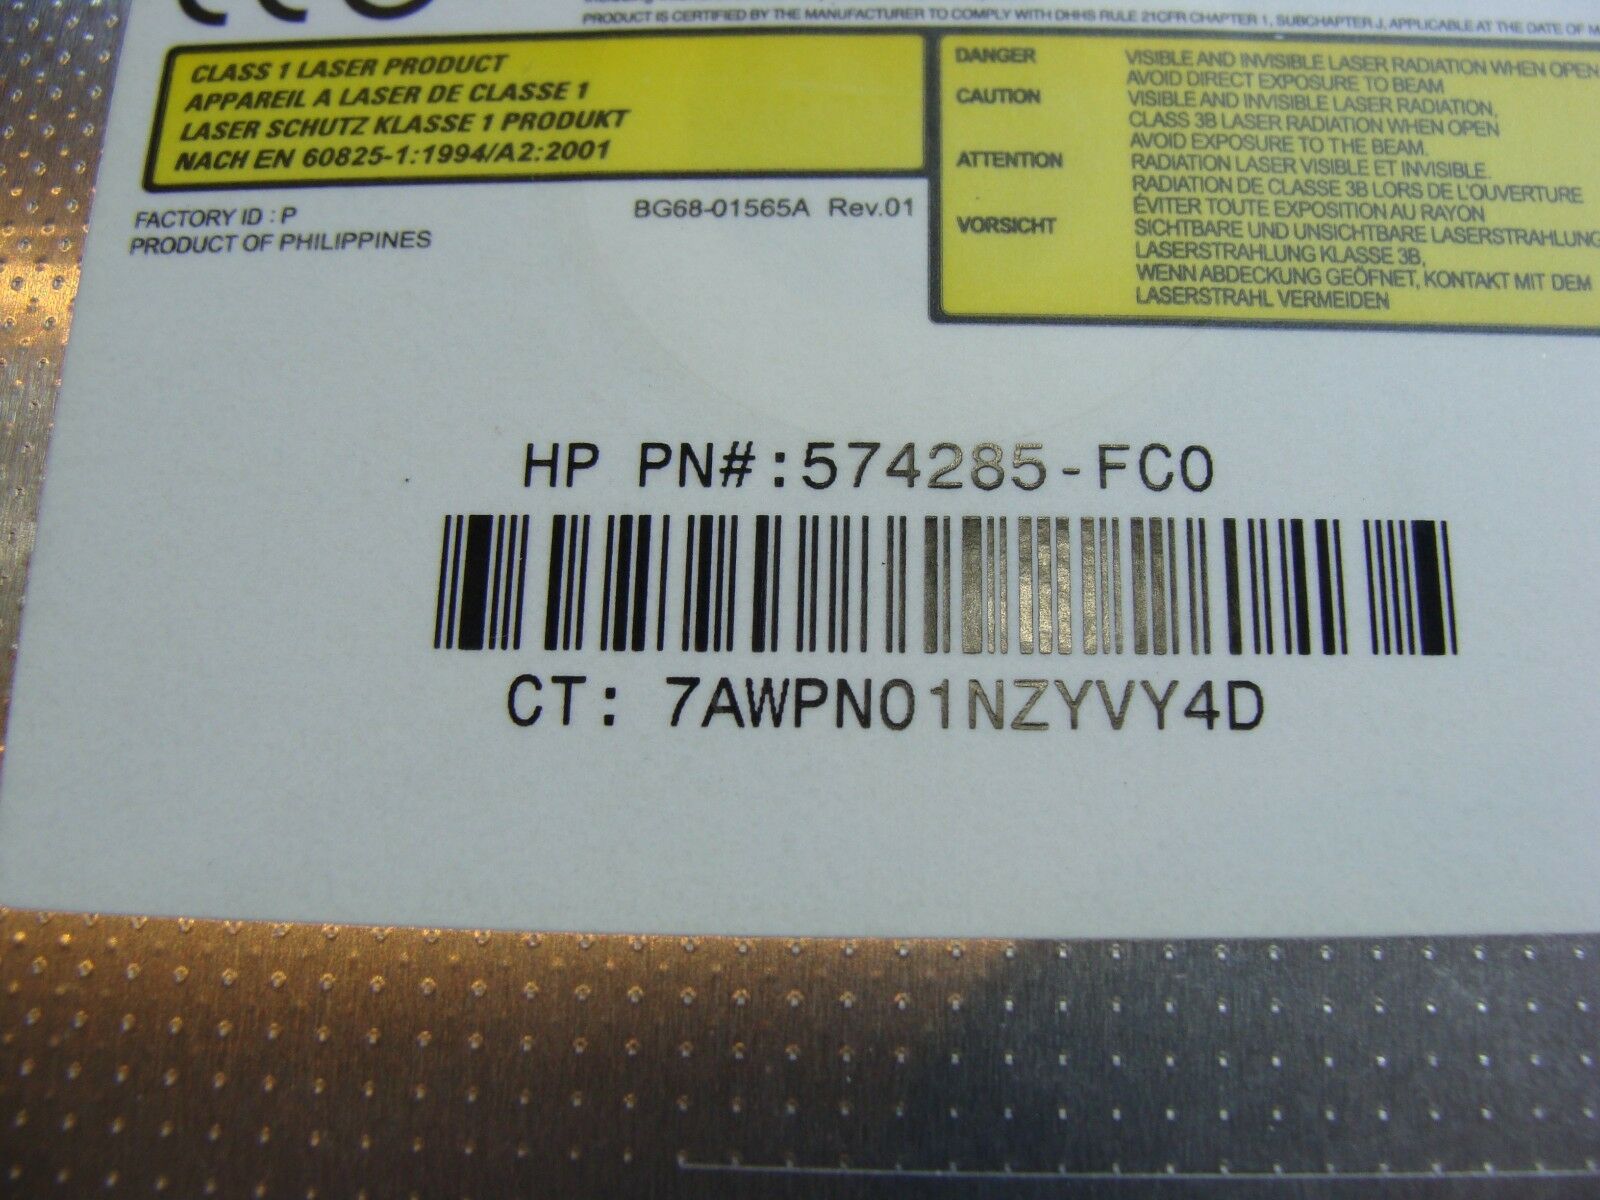 PRODUCT IS CERTIFIED BY THE MANUFACTURER TO COMPLY WITH DHHS RULE 21CFR CHAPTER 1, SUBCHAPTER J, APPLICABLE AT THE DATE OF
CLASS 1 LASER PRODUCT
APPAREIL A LASER DE CLASSE 1
LASER SCHUTZ KLASSE 1 PRODUKT
NACH EN 60825-1:1994/A2:2001
FACTORY ID : P
PRODUCT OF PHILIPPINES
BG68-01565A Rev.01
DANGER VISIBLE AND INVISIBLE LASER RADIATION WHEN OPEN
AVOID DIRECT EXPOSURE TO BEAM
CAUTION VISIBLE AND INVISIBLE LASER RADIATION,
CLASS 3B LASER RADIATION WHEN OPEN
AVOID EXPOSURE TO THE BEAM.
ATTENTION RADIATION LASER VISIBLE ET INVISIBLE.
RADIATION DE CLASSE 3B LORS DE L'OUVERTURE
ÉVITER TOUTE EXPOSITION AU RAYON
VORSICHT SICHTBARE UND UNSICHTBARE LASERSTRAHLUNG
LASERSTRAHLUNG KLASSE 3B,
WENN ABDECKUNG GEÖFNET, KONTAKT MIT DEM
LASERSTRAHL VERMEIDEN
HP PN#:574285-FC0
CT: 7AWPN01NZYVY4D